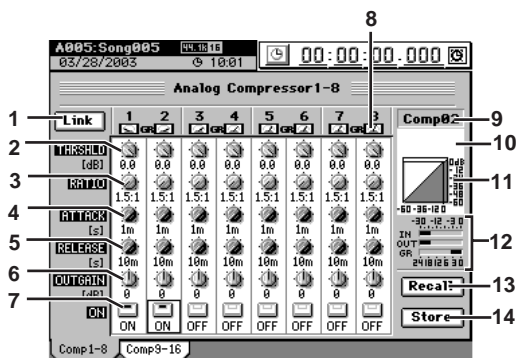 8
A005:Song005 44.1k 16
03/28/2003 10:01 00:00:00.000
Analog Compressor1-8
1 Link 1 2 3 4 5 6 7 8 Comp02 9
GR GR GR GR 10
2 THRSHLD
[dB] 0.0 0.0 0.0 0.0 0.0 0.0 0.0 0.0 0dB
3 RATIO -12 11
1.5:1 1.5:1 1.5:1 1.5:1 1.5:1 1.5:1 1.5:1 1.5:1 -24 -36 -48 -60
4 ATTACK -60 -36 -12 0
[s] 1m 1m 1m 1m 1m 1m 1m 1m -30 -12 -3 0
5 RELEASE IN
[s] 10m 10m 10m 10m 10m 10m 10m 10m OUT 12
6 OUTGAIN GR
[dB] 0 0 0 0 0 0 0 0 24 18 12 6 3 0
7 ON Recall 13
ON ON OFF OFF OFF OFF OFF OFF Store 14
Comp1-8 Comp9-16